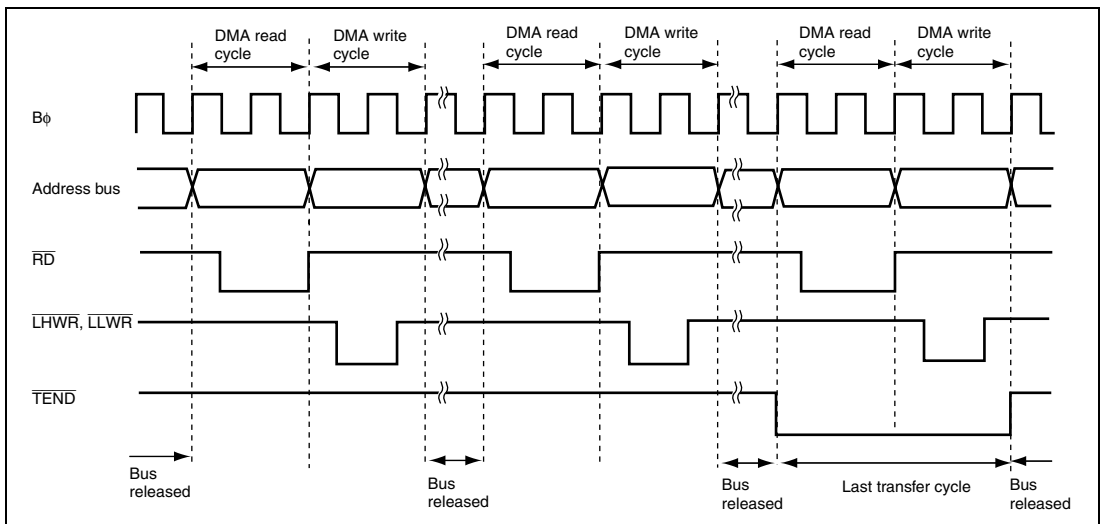 DMA read cycle
DMA write cycle
DMA read cycle
DMA write cycle
DMA read cycle
DMA write cycle
Bϕ
Address bus
RD
LHWR, LLWR
TEND
Bus released
Bus released
Bus released
Last transfer cycle
Bus released